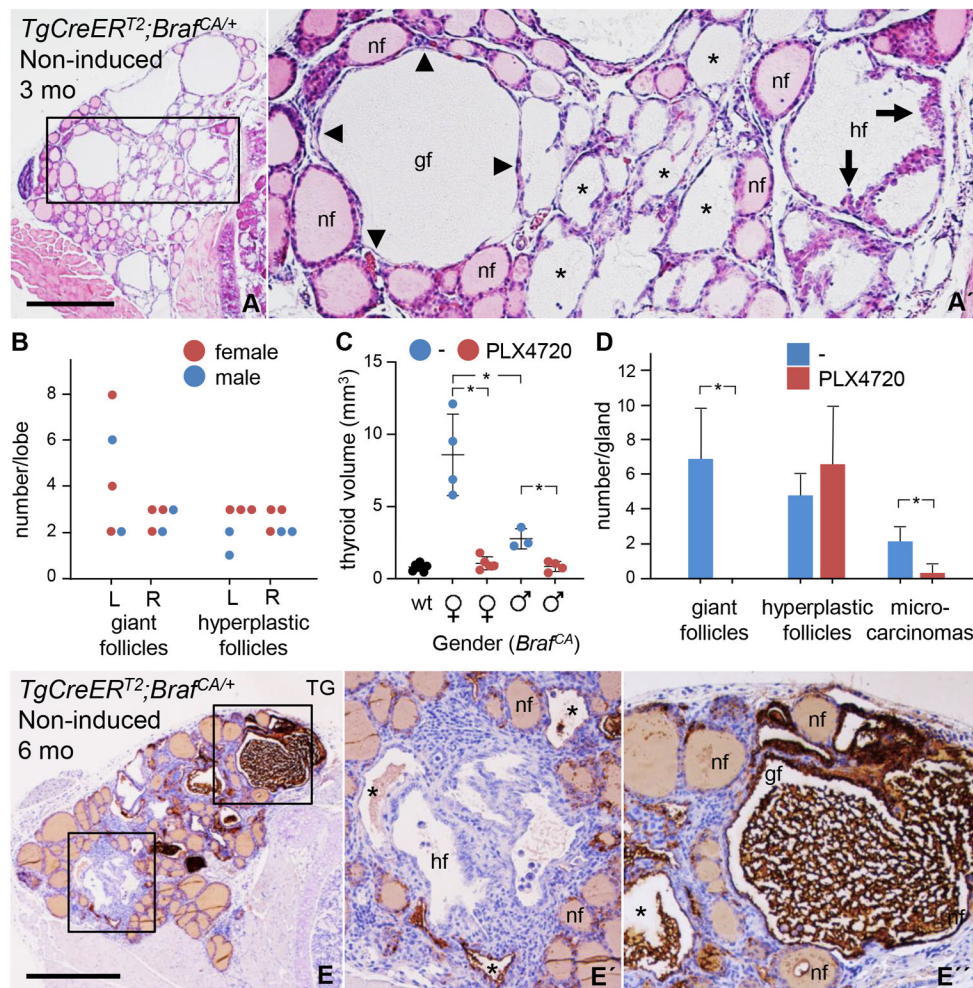 TgCreER^T2;Braf^CA/+
Non-induced
3 mo
A
nf
nf
gf
nf
nf
nf
hf
*
*
*
*
*
A´
B
female
male
number/lobe
8
6
4
2
0
L R L R
giant follicles
hyperplastic follicles
C
- PLX4720
thyroid volume (mm³)
15
10
5
0
* * *
wt ♀ ♀ ♂ ♂
Gender (Braf^CA)
D
-
PLX4720
number/gland
12
10
8
6
4
2
0
* *
giant follicles
hyperplastic follicles
micro-carcinomas
TgCreER^T2;Braf^CA/+
Non-induced
6 mo
TG
E
nf
*
*
hf
nf
*
E´
nf
nf
gf
*
nf
nf
E´´